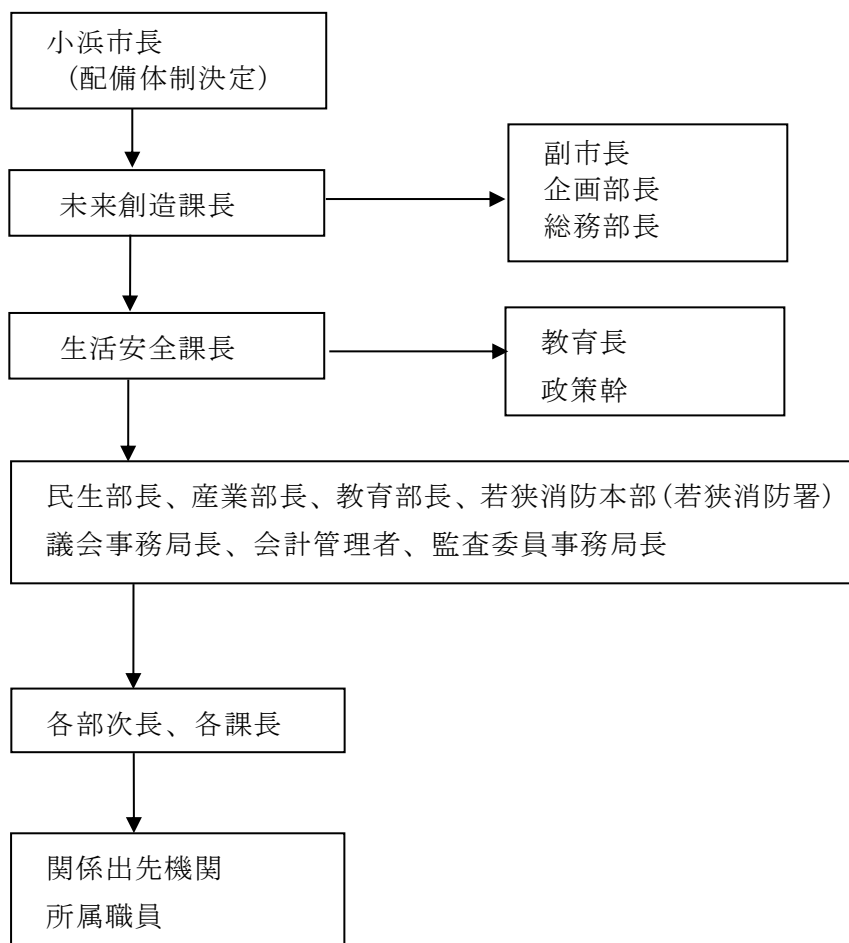 小浜市長
(配備体制決定)
未来創造課長
副市長
企画部長
総務部長
生活安全課長
教育長
政策幹
民生部長、産業部長、教育部長、若狭消防本部(若狭消防署)
議会事務局長、会計管理者、監査委員事務局長
各部次長、各課長
関係出先機関
所属職員